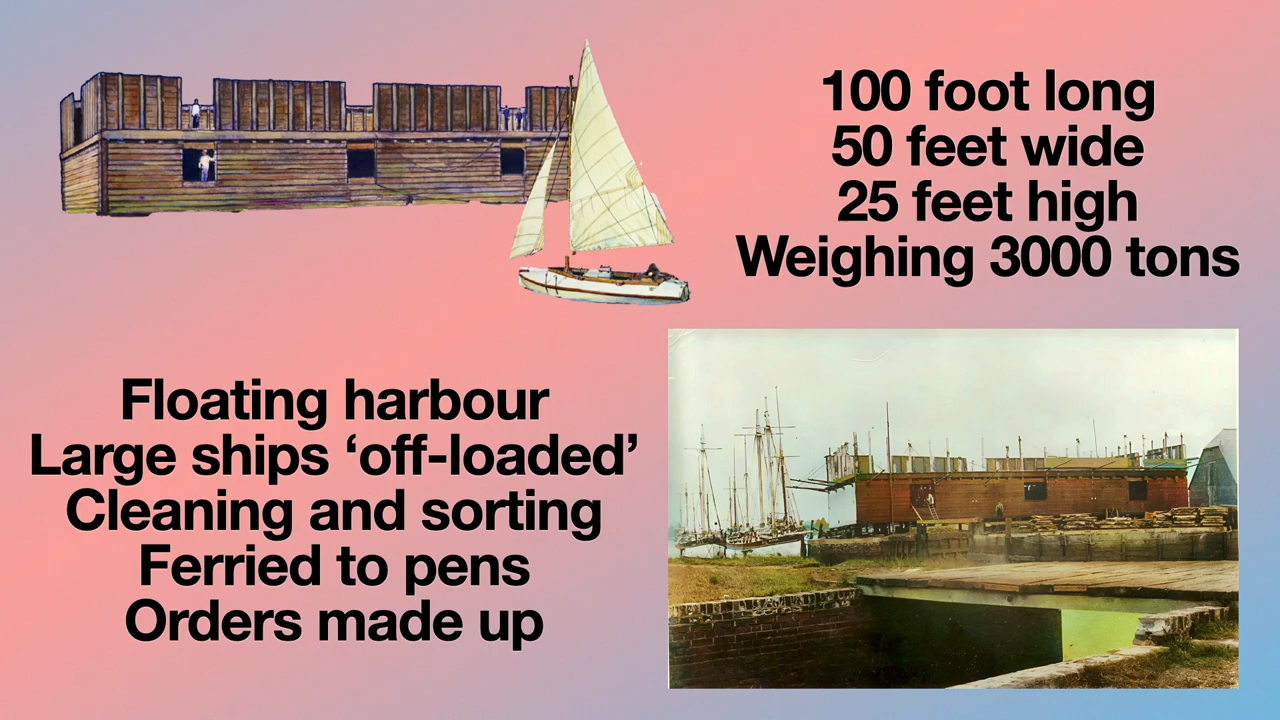 100 foot long
50 feet wide
25 feet high
Weighing 3000 tons
Floating harbour
Large ships ‘off-loaded’
Cleaning and sorting
Ferried to pens
Orders made up